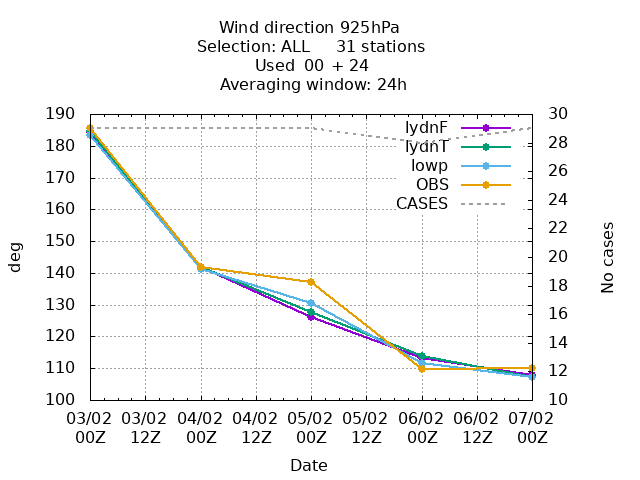 Wind direction 925hPa
Selection: ALL 31 stations
Used 00 + 24
Averaging window: 24h
190 30
180 28
170 26
160 24
150 22
140 20
130 18
120 16
110 14
100 12
10
deg
No cases
lydnF
lydnT
lowp
OBS
CASES
03/02 03/02 04/02 04/02 05/02 05/02 06/02 06/02 07/02
00Z 12Z 00Z 12Z 00Z 12Z 00Z 12Z 00Z
Date